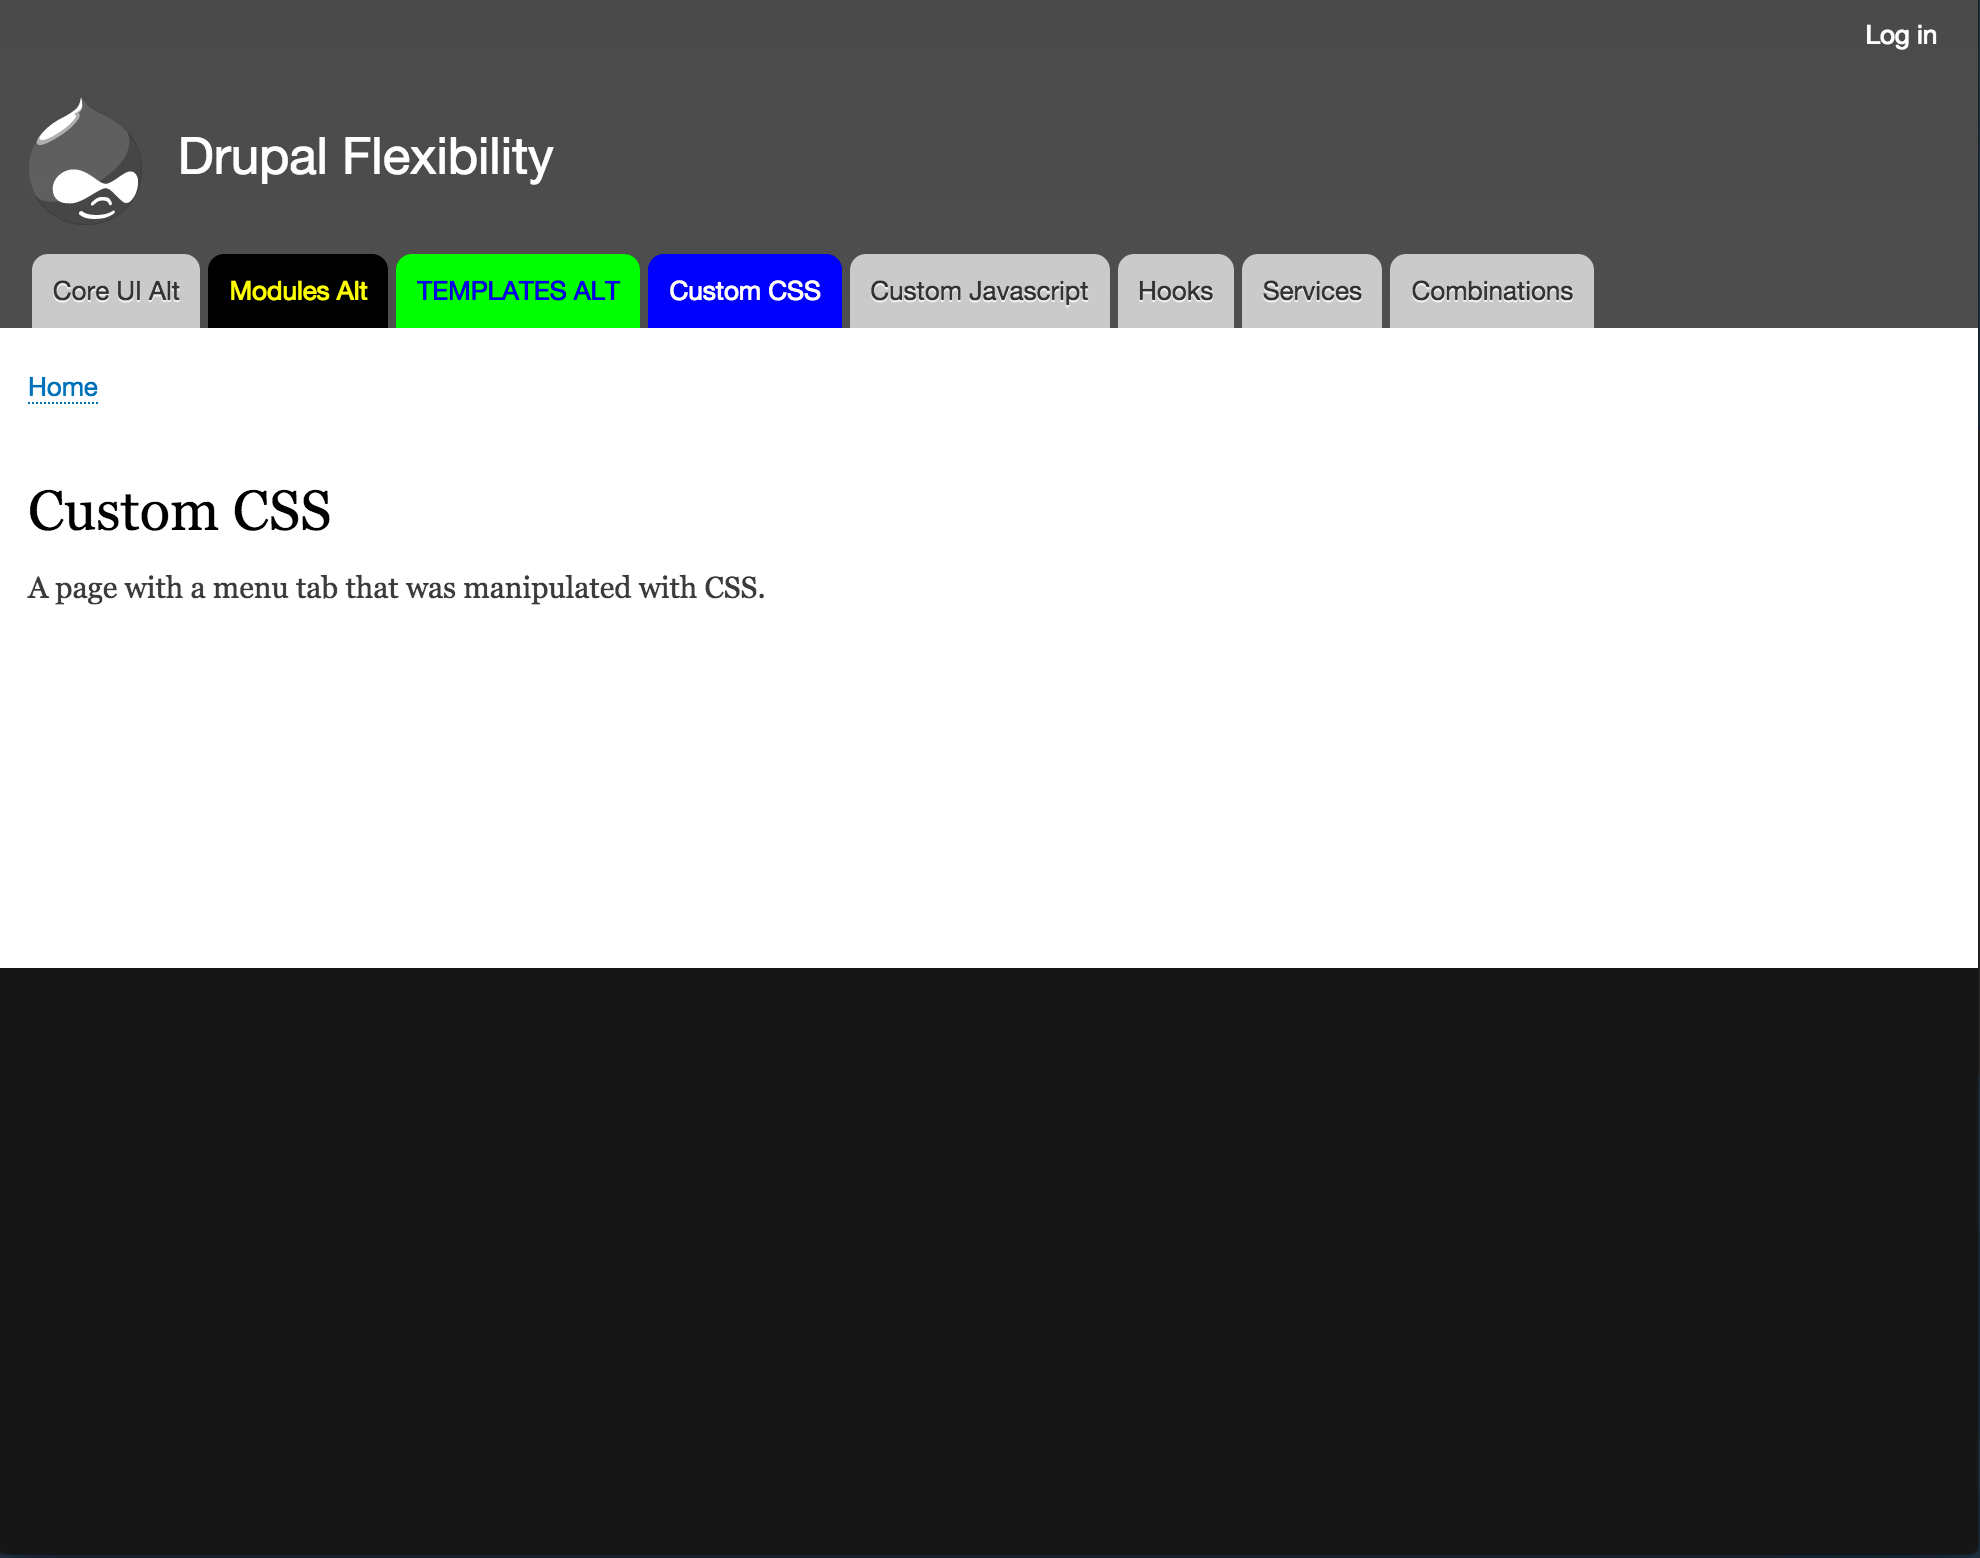 Log in
Drupal Flexibility
Core UI Alt Modules Alt TEMPLATES ALT Custom CSS Custom Javascript Hooks Services Combinations
Home
Custom CSS
A page with a menu tab that was manipulated with CSS.